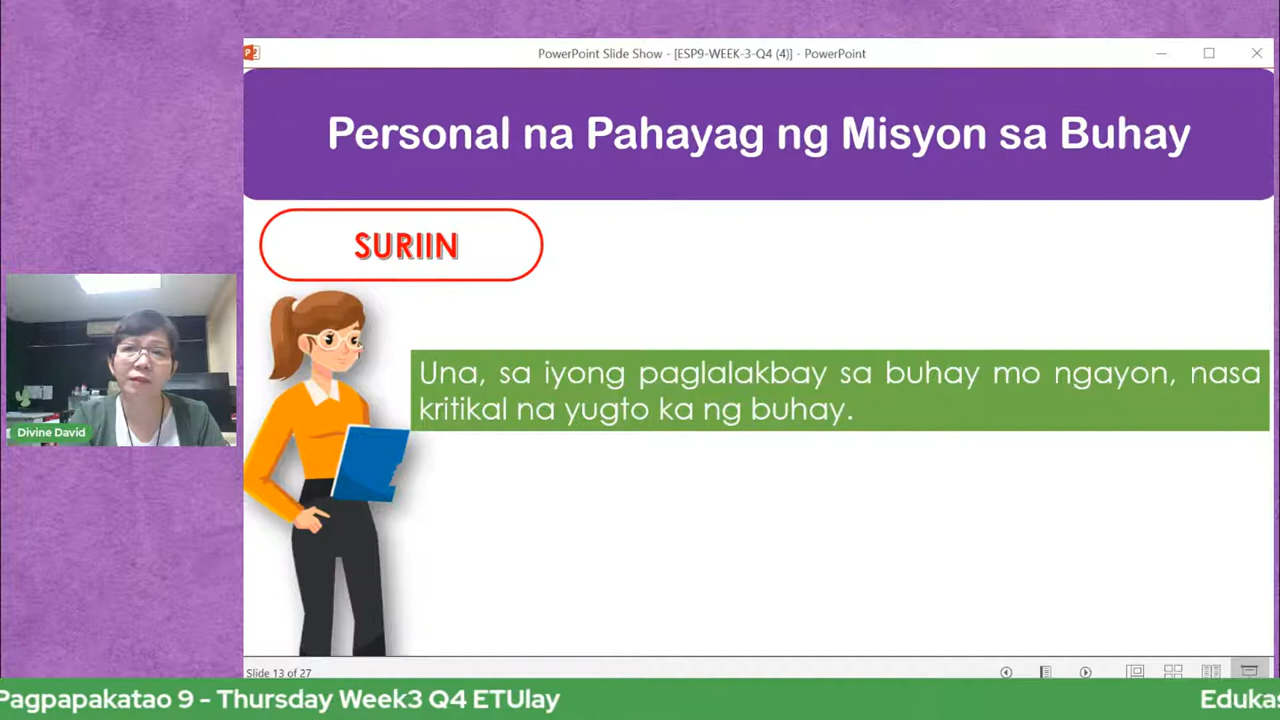 PowerPoint Slide Show - [ESP9-WEEK-3-Q4 (4)] - PowerPoint
Personal na Pahayag ng Misyon sa Buhay
SURIIN
Una, sa iyong paglalakbay sa buhay mo ngayon, nasa
kritikal na yugto ka ng buhay.
Divine David
Slide 13 of 27
Pagpapakatao 9 - Thursday Week3 Q4 ETUlay
Edukas